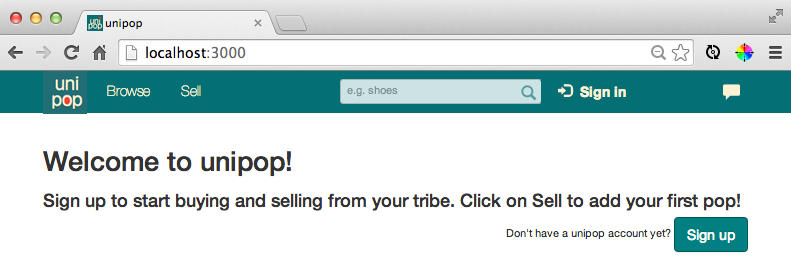 unipop
localhost:3000
uni
pop
Browse
Sell
e.g. shoes
Sign in
Welcome to unipop!
Sign up to start buying and selling from your tribe. Click on Sell to add your first pop!
Don't have a unipop account yet?
Sign up